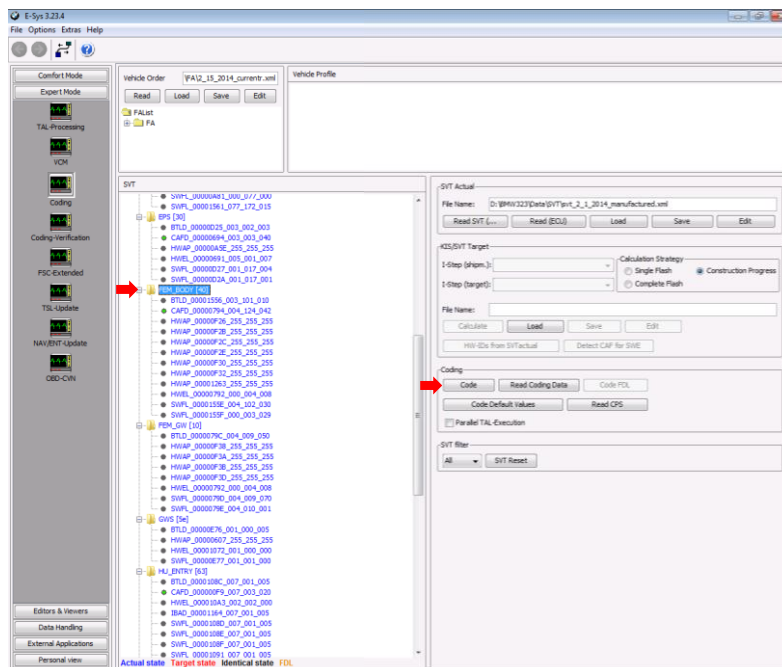 E-Sys 3.23.4
File Options Extras Help
Comfort Mode
Expert Mode
TAL-Processing
VCM
Coding
Coding-Verification
FSC-Extended
TSL-Update
NAV/ENT-Update
OBD-CVN
Editors & Viewers
Data Handling
External Applications
Personal view
Vehicle Order \FA\2_15_2014_currentr.xml
Read Load Save Edit
FAList
FA
Vehicle Profile
SVT
SWFL_00000A81_000_077_000
SWFL_00001561_077_172_015
EPS [30]
BTLD_00000D25_003_002_003
CAFD_00000694_003_003_040
HWAP_00000A5E_255_255_255
HWEL_00000691_005_001_007
SWFL_00000D27_001_017_004
SWFL_00000D2A_001_017_001
FEM_BODY [40]
BTLD_00001556_003_101_010
CAFD_00000794_004_124_042
HWAP_00000F26_255_255_255
HWAP_00000F2B_255_255_255
HWAP_00000F2C_255_255_255
HWAP_00000F2E_255_255_255
HWAP_00000F30_255_255_255
HWAP_00000F32_255_255_255
HWAP_00001263_255_255_255
HWEL_00000792_000_004_008
SWFL_0000155E_004_102_030
SWFL_0000155F_000_003_029
FEM_GW [10]
BTLD_0000079C_004_009_050
HWAP_00000F38_255_255_255
HWAP_00000F3A_255_255_255
HWAP_00000F3B_255_255_255
HWAP_00000F3D_255_255_255
HWEL_00000792_000_004_008
SWFL_0000079D_004_009_070
SWFL_0000079E_004_010_001
GWS [5e]
BTLD_00000E76_001_000_005
HWAP_00000607_255_255_255
HWEL_00001072_001_000_000
SWFL_00000E77_001_001_000
HU_ENTRY [63]
BTLD_0000108C_007_001_005
CAFD_000000F9_007_003_020
HWEL_000010A3_002_002_000
IBAD_00001164_007_001_005
SWFL_0000108D_007_001_005
SWFL_0000108E_007_001_005
SWFL_0000108F_007_001_005
SWFL_00001091_007_001_005
Actual state Target state Identical state FDL
SVT Actual
File Name: D:\BMW323\Data\SVT\svt_2_1_2014_manufactured.xml
Read SVT (... Read (ECU) Load Save Edit
KIS/SVT Target
I-Step (shipm.):
I-Step (target):
Calculation Strategy
Single Flash Construction Progress
Complete Flash
File Name:
Calculate Load Save Edit
HW-IDs from SVTactual Detect CAF for SWE
Coding
Code Read Coding Data Code FDL
Code Default Values Read CPS
Parallel TAL-Execution
SVT filter
All SVT Reset